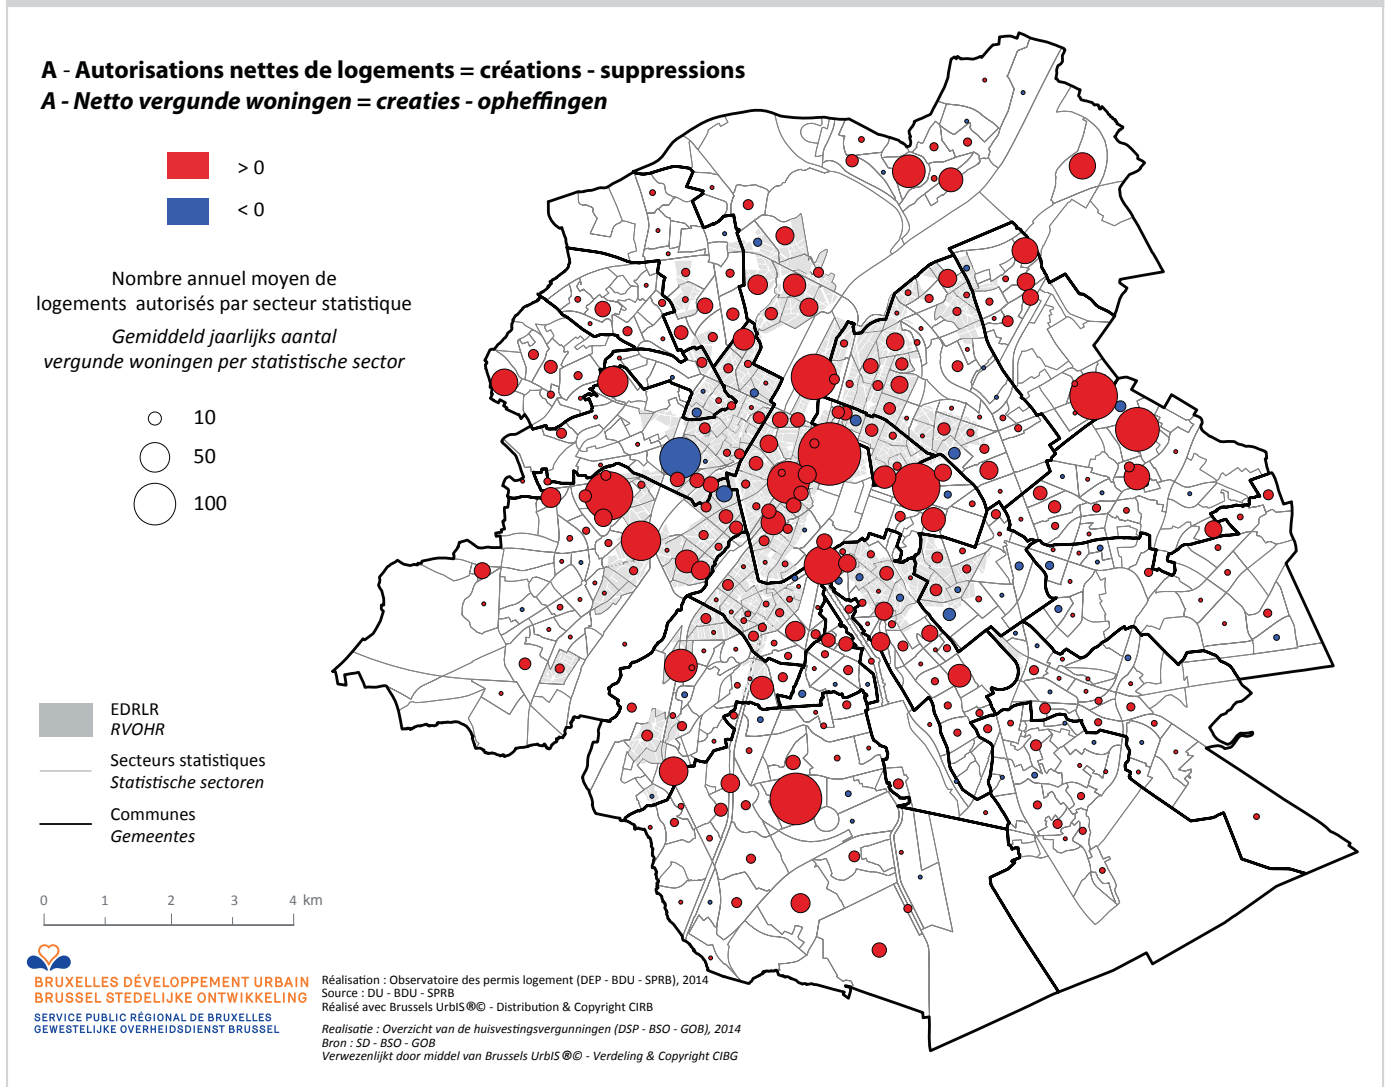 A - Autorisations nettes de logements = créations - suppressions
A - Netto vergunde woningen = creaties - opheffingen
> 0
< 0
Nombre annuel moyen de
logements autorisés par secteur statistique
Gemiddeld jaarlijks aantal
vergunde woningen per statistische sector
10
50
100
EDRLR
RVOHR
Secteurs statistiques
Statistische sectoren
Communes
Gemeentes
0 1 2 3 4 km
BRUXELLES DÉVELOPPEMENT URBAIN
BRUSSEL STEDELIJKE ONTWIKKELING
SERVICE PUBLIC RÉGIONAL DE BRUXELLES
GEWESTELIJKE OVERHEIDSDIENST BRUSSEL
Réalisation : Observatoire des permis logement (DEP - BDU - SPRB), 2014
Source : DU - BDU - SPRB
Réalisé avec Brussels UrbIS®© - Distribution & Copyright CIRB
Realisatie : Overzicht van de huisvestingsvergunningen (DSP - BSO - GOB), 2014
Bron : SD - BSO - GOB
Verwezenlijkt door middel van Brussels UrbIS ®© - Verdeling & Copyright CIBG